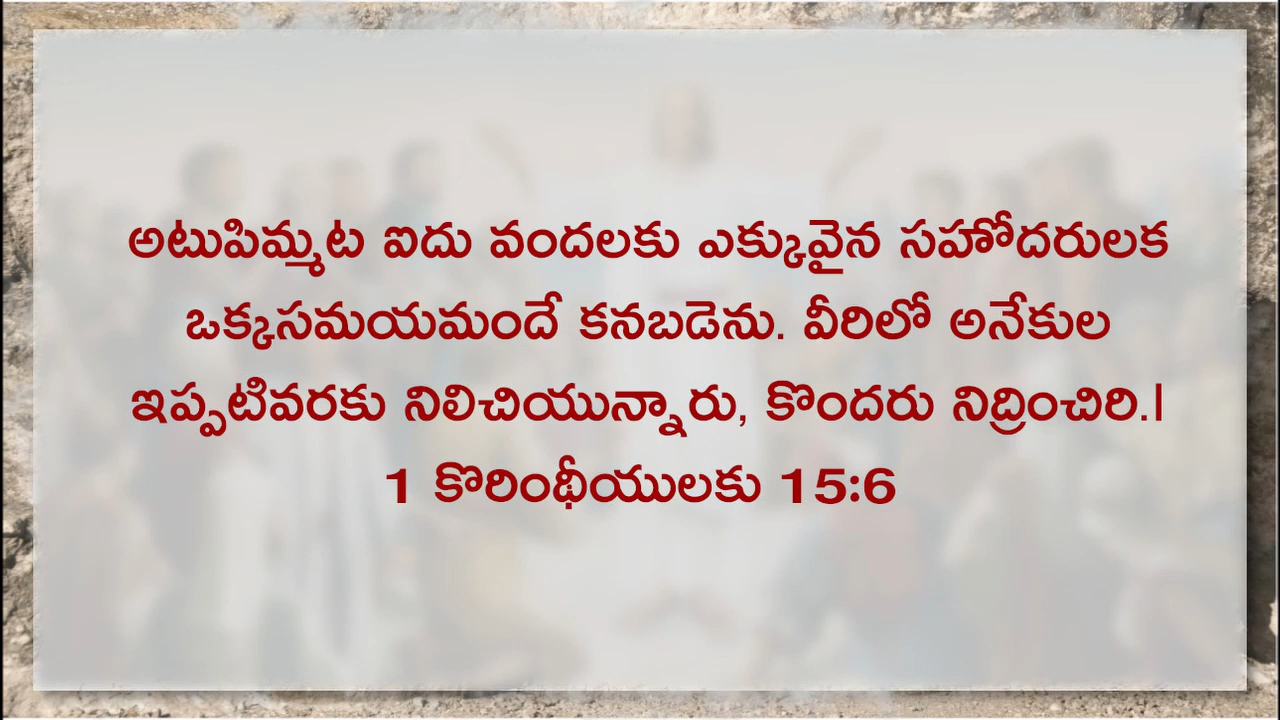 అటుపిమ్మట ఐదు వందలకు ఎక్కువైన సహోదరులక
ఒక్కసమయమందే కనబడెను. వీరిలో అనేకుల
ఇప్పటివరకు నిలిచియున్నారు, కొందరు నిద్రించిరి.|
1 కొరింథీయులకు 15:6